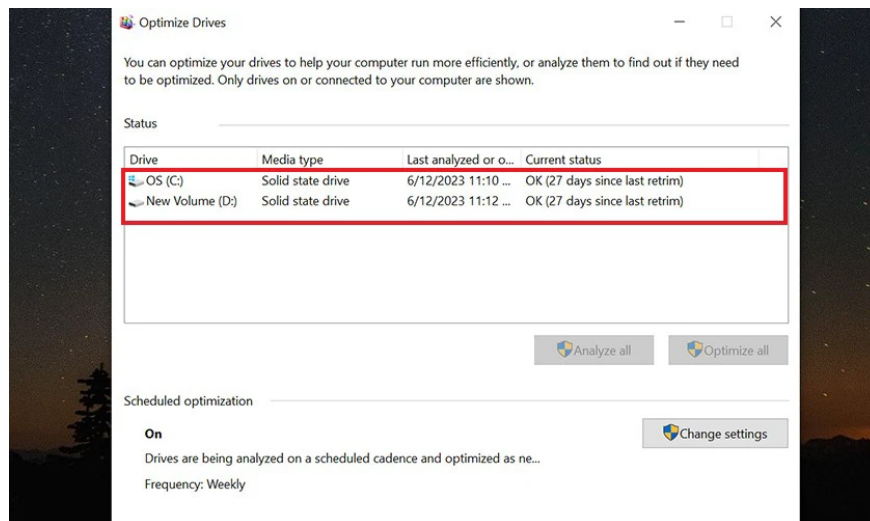 Optimize Drives
You can optimize your drives to help your computer run more efficiently, or analyze them to find out if they need
to be optimized. Only drives on or connected to your computer are shown.
Status
Drive Media type Last analyzed or o... Current status
OS (C:) Solid state drive 6/12/2023 11:10 ... OK (27 days since last retrim)
New Volume (D:) Solid state drive 6/12/2023 11:12 ... OK (27 days since last retrim)
Analyze all Optimize all
Scheduled optimization
On Change settings
Drives are being analyzed on a scheduled cadence and optimized as ne...
Frequency: Weekly